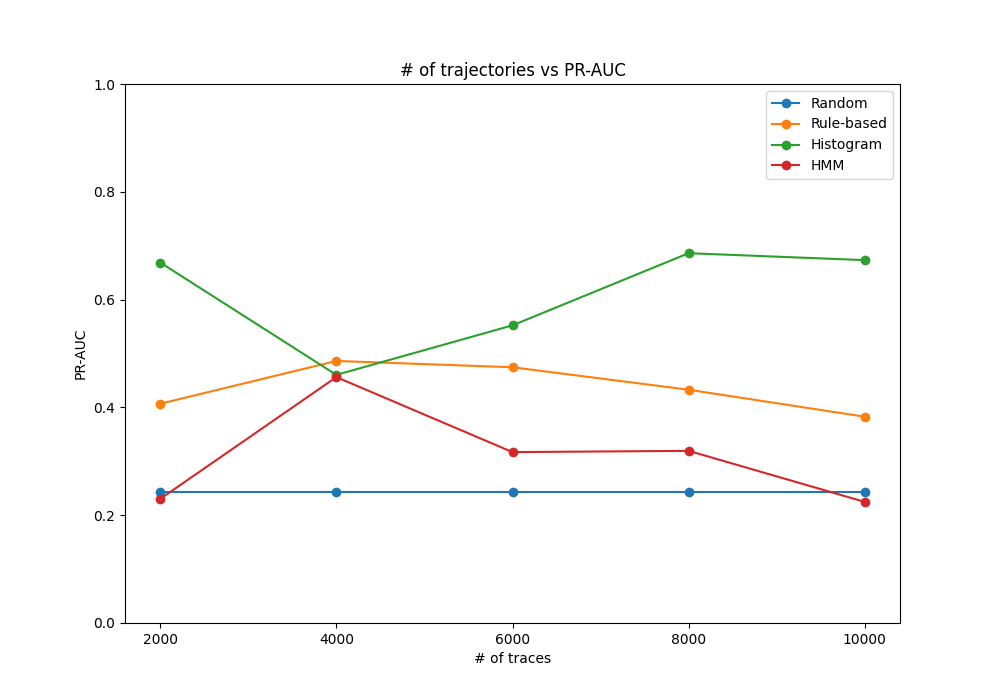 # of trajectories vs PR-AUC
1.0
0.8
0.6
0.4
0.2
0.0
PR-AUC
Random
Rule-based
Histogram
HMM
2000
4000
6000
8000
10000
# of traces